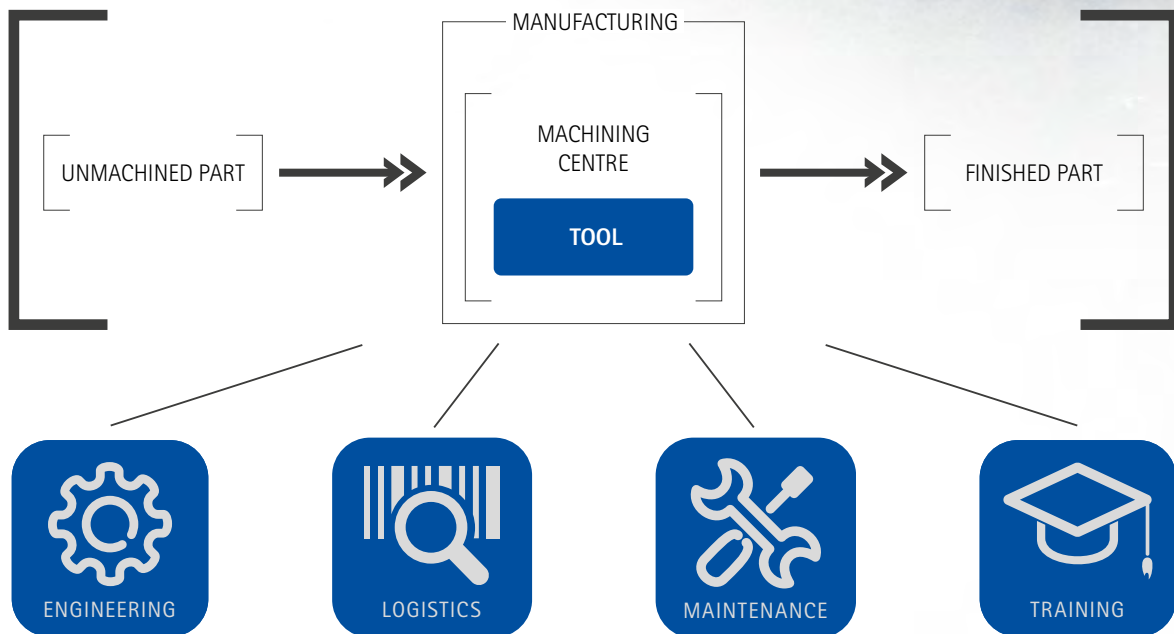 MANUFACTURING
UNMACHINED PART
MACHINING
CENTRE
TOOL
FINISHED PART
ENGINEERING
LOGISTICS
MAINTENANCE
TRAINING